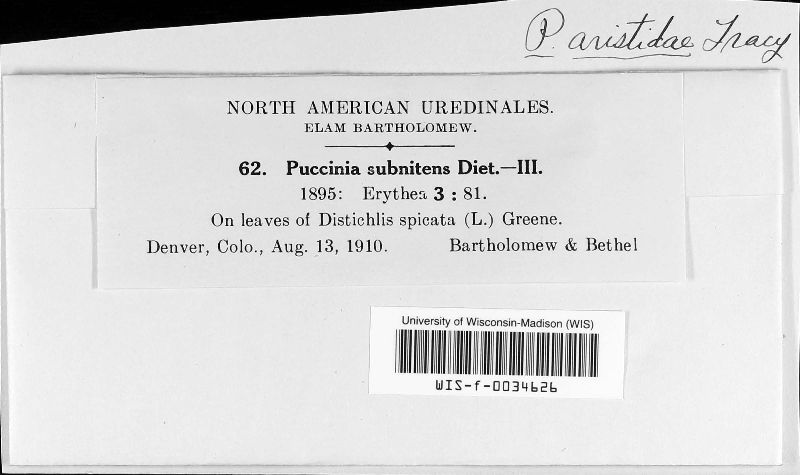 P. aristidae Tracy
NORTH AMERICAN UREDINALES.
ELAM BARTHOLOMEW.
62. Puccinia subnitens Diet.—III.
1895: Erythea 3 : 81.
On leaves of Distichlis spicata (L.) Greene.
Denver, Colo., Aug. 13, 1910. Bartholomew & Bethel
University of Wisconsin-Madison (WIS)
WIS-f-0034626